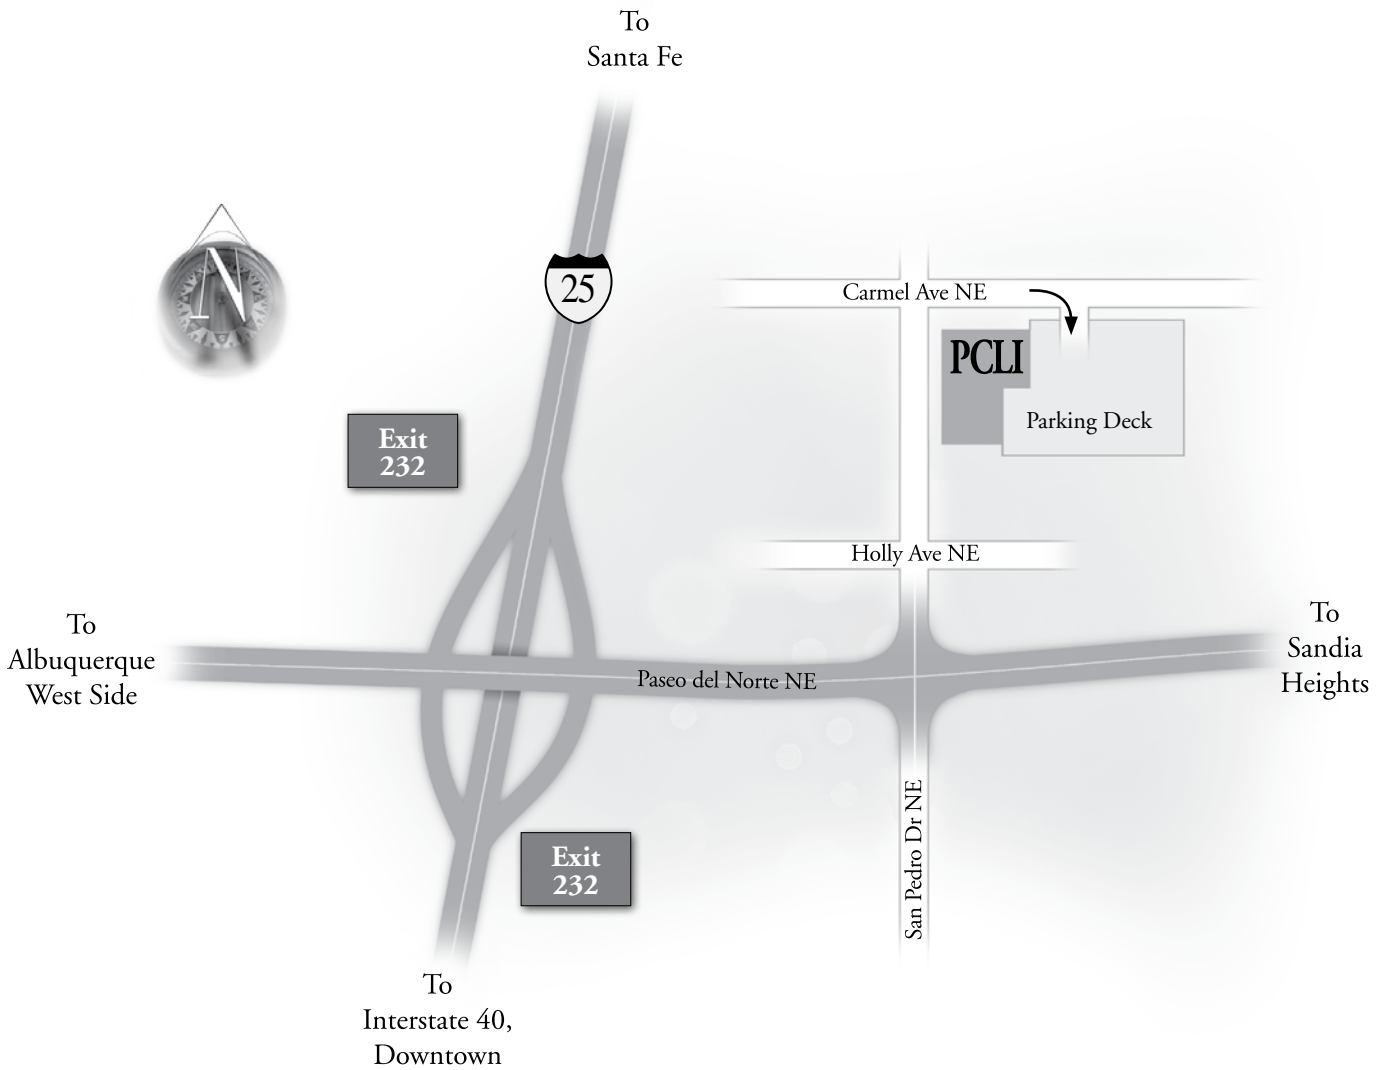 To
Santa Fe
N
25
Carmel Ave NE
PCLI
Parking Deck
Exit
232
Holly Ave NE
To
Albuquerque
West Side
Paseo del Norte NE
To
Sandia
Heights
San Pedro Dr NE
Exit
232
To
Interstate 40,
Downtown